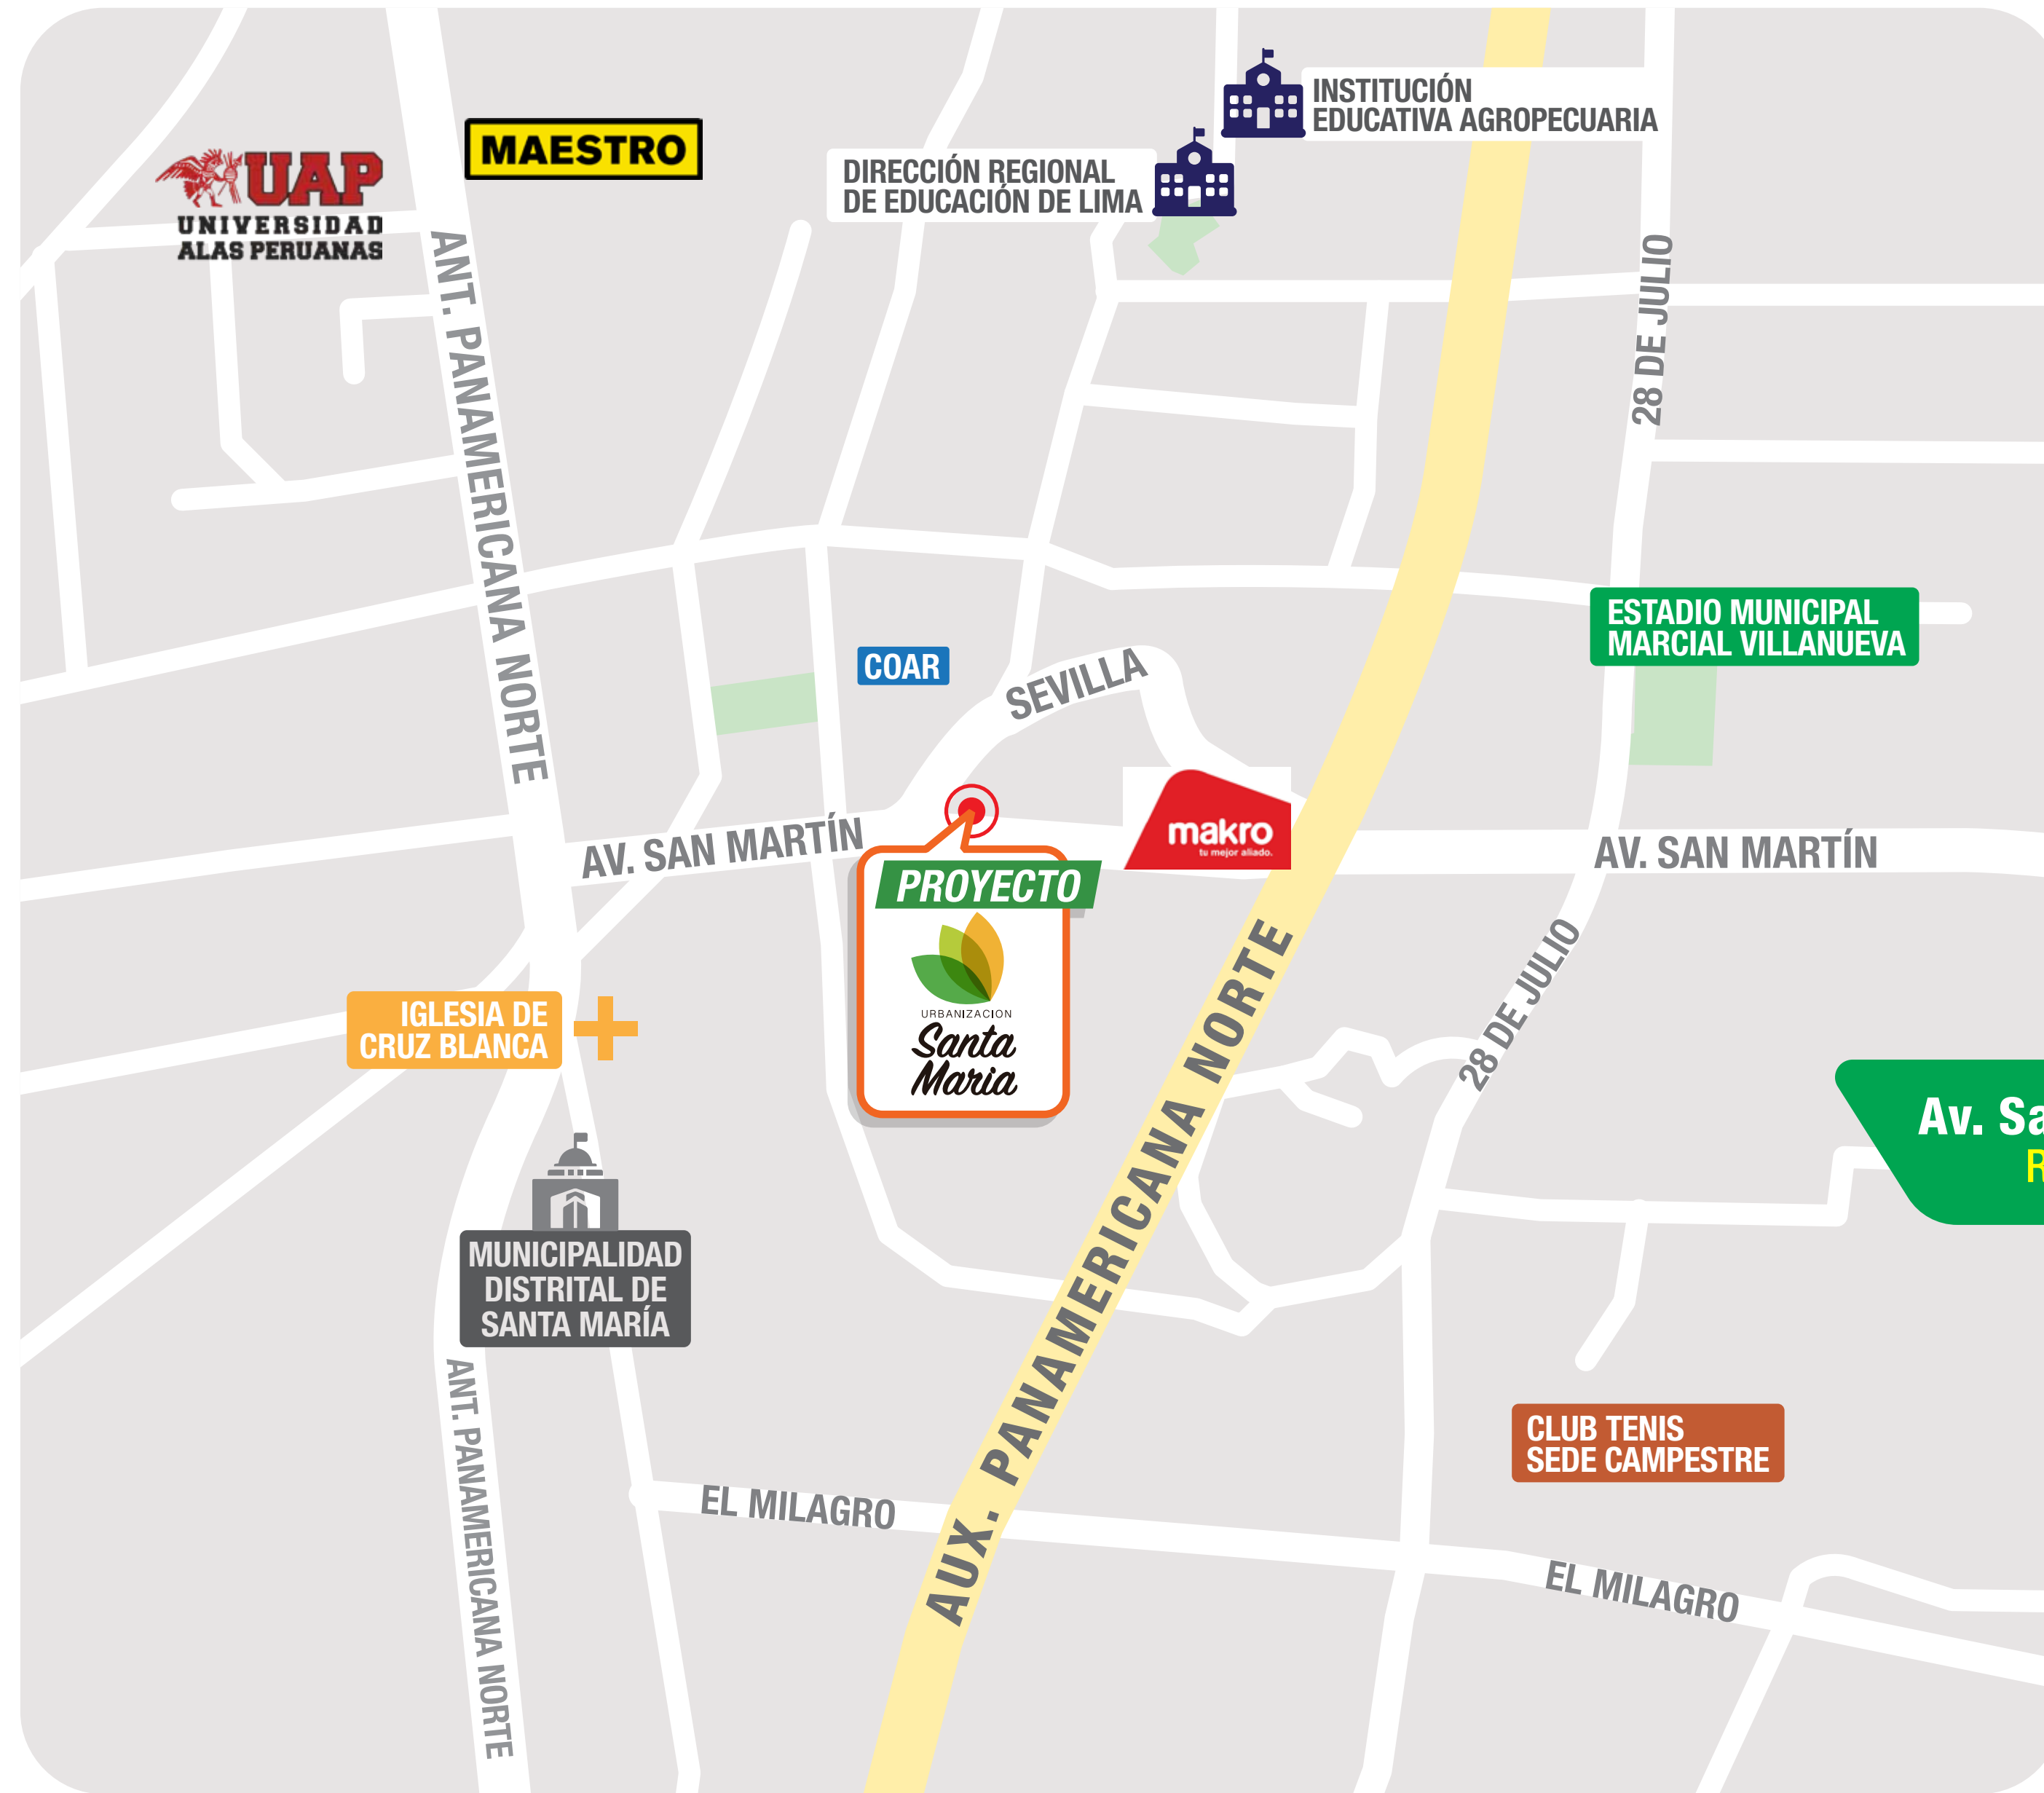 INSTITUCIÓN
EDUCATIVA AGROPECUARIA
MAESTRO
DIRECCIÓN REGIONAL
DE EDUCACIÓN DE LIMA
UAP
UNIVERSIDAD
ALAS PERUANAS
ANT. PANAMERICANA NORTE
28 DE JULIO
ESTADIO MUNICIPAL
MARCIAL VILLANUEVA
COAR
SEVILLA
makro
tu mejor aliado.
AV. SAN MARTÍN
AV. SAN MARTÍN
PROYECTO
URBANIZACION
Santa
Maria
28 DE JULIO
IGLESIA DE
CRUZ BLANCA
AUX. PANAMERICANA NORTE
Av. Sa
R
MUNICIPALIDAD
DISTRITAL DE
SANTA MARÍA
ANT. PANAMERICANA NORTE
CLUB TENIS
SEDE CAMPESTRE
EL MILAGRO
EL MILAGRO